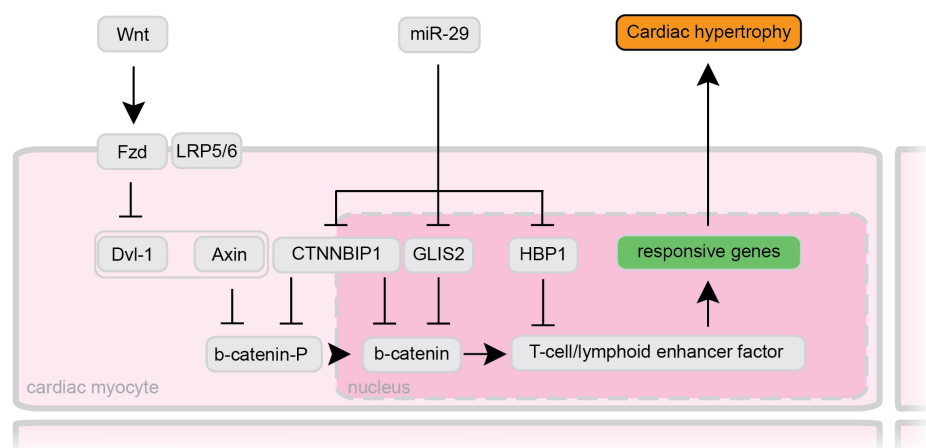 Wnt
miR-29
Cardiac hypertrophy
Fzd
LRP5/6
Dvl-1
Axin
CTNNBIP1
GLIS2
HBP1
responsive genes
b-catenin-P
b-catenin
T-cell/lymphoid enhancer factor
cardiac myocyte
nucleus